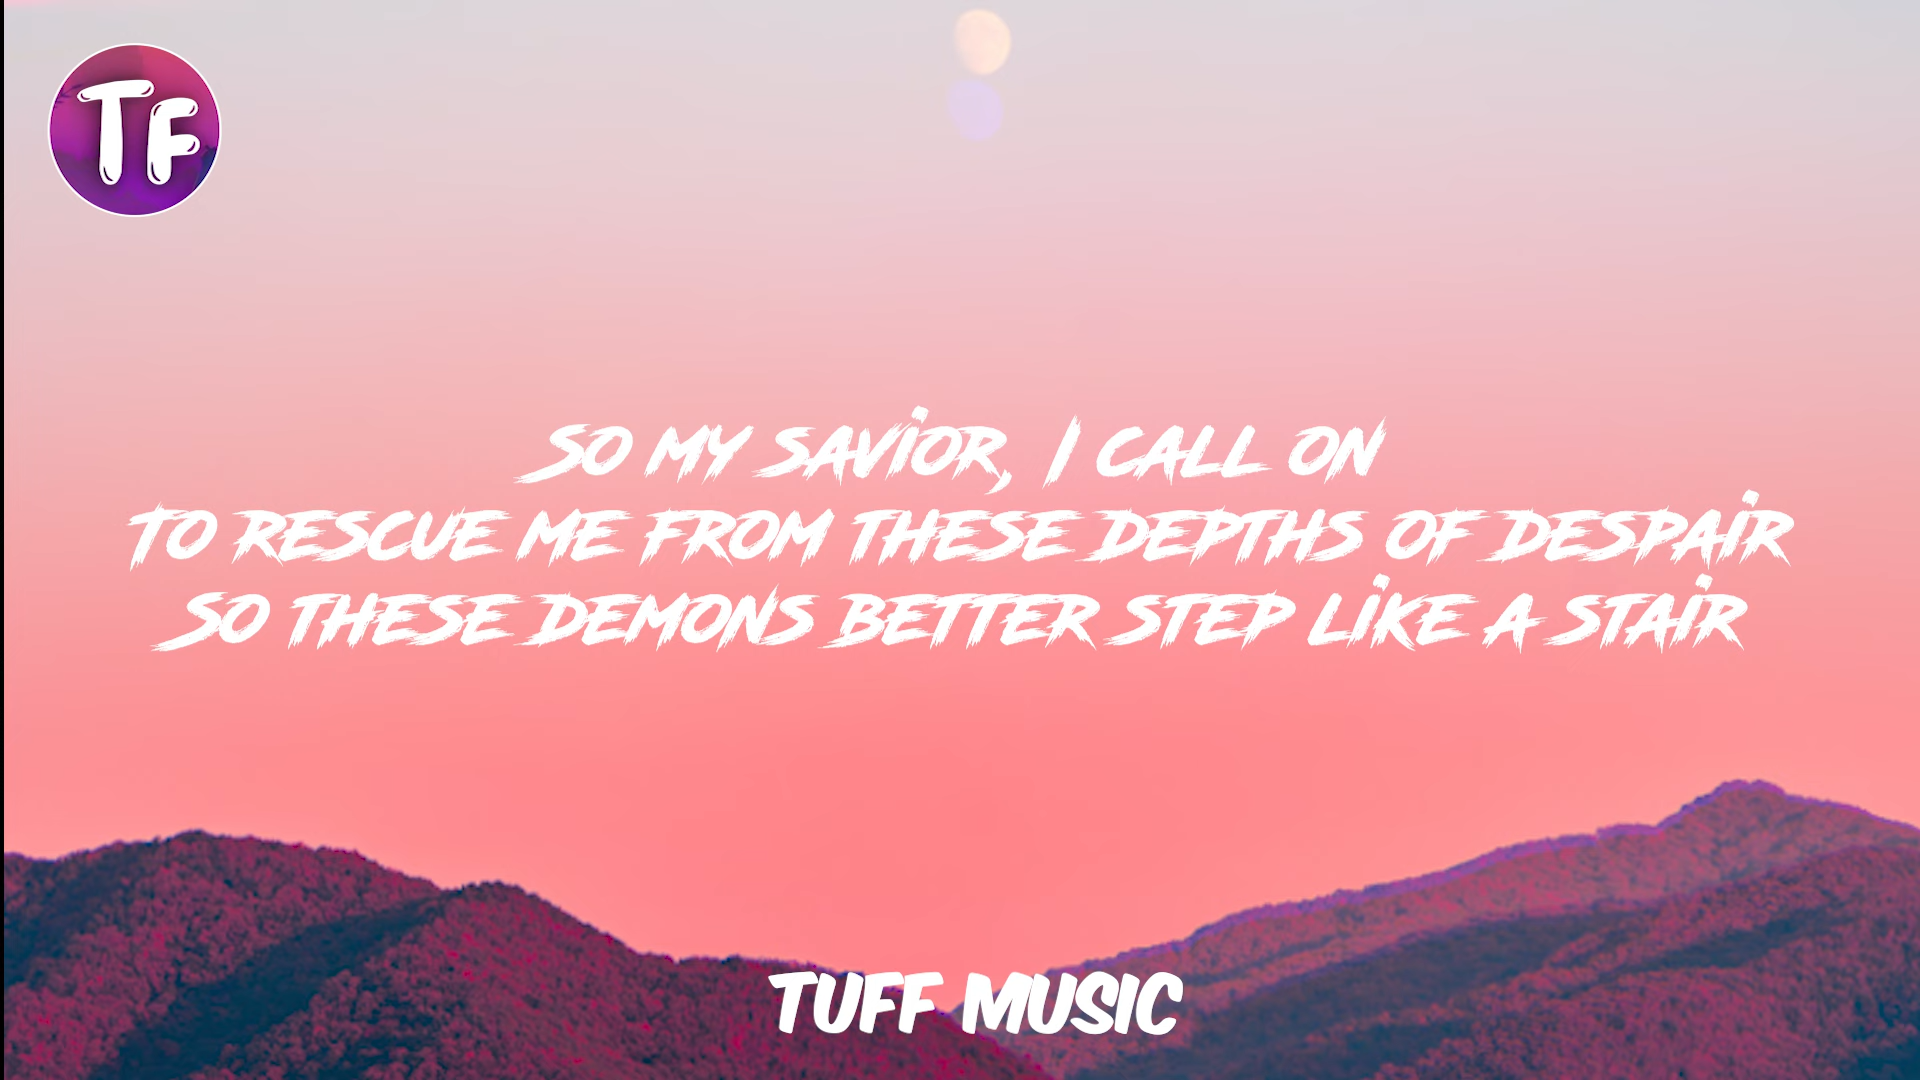 TF
SO MY SAVIOR, I CALL ON
TO RESCUE ME FROM THESE DEPTHS OF DESPAIR
SO THESE DEMONS BETTER STEP LIKE A STAIR
TUFF MUSIC